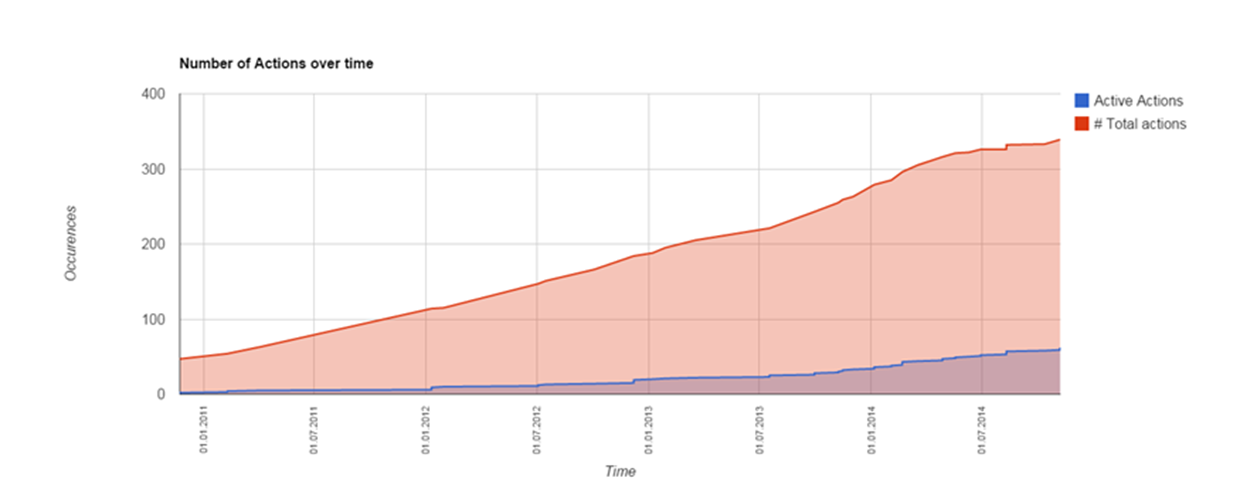 Number of Actions over time
400
300
200
100
0
Occurences
Active Actions
# Total actions
01.01.2011
01.07.2011
01.01.2012
01.07.2012
01.01.2013
01.07.2013
01.01.2014
01.07.2014
Time